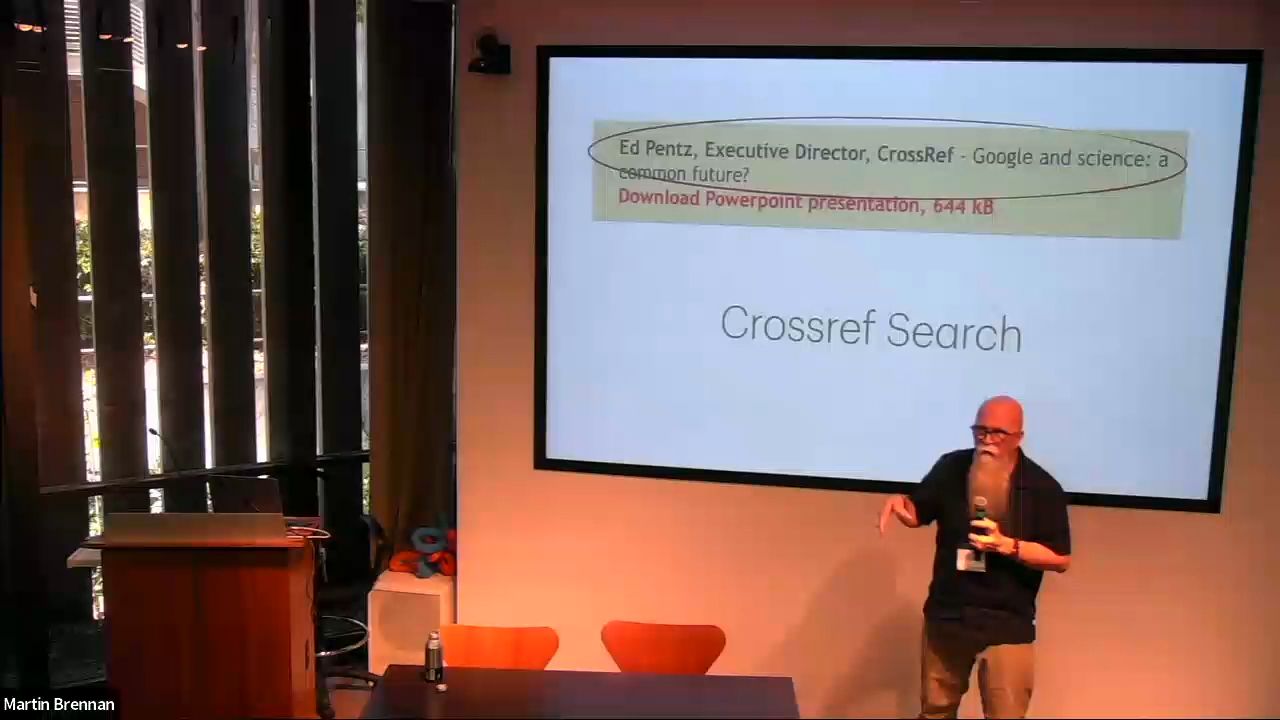 Ed Pentz, Executive Director, CrossRef - Google and science: a
common future?
Download Powerpoint presentation, 644 kB
Crossref Search
Martin Brennan